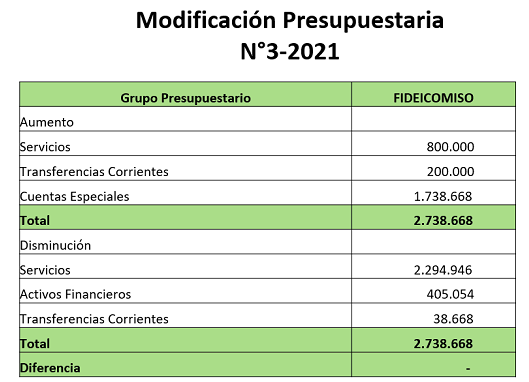 Modificación Presupuestaria
N°3-2021
Grupo Presupuestario FIDEICOMISO
Aumento
Servicios 800.000
Transferencias Corrientes 200.000
Cuentas Especiales 1.738.668
Total 2.738.668
Disminución
Servicios 2.294.946
Activos Financieros 405.054
Transferencias Corrientes 38.668
Total 2.738.668
Diferencia -